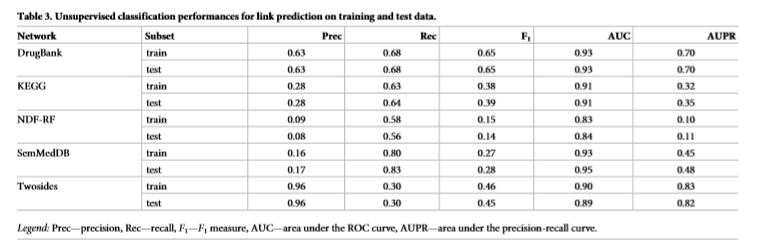 Table 3. Unsupervised classification performances for link prediction on training and test data.
Network Subset Prec Rec F1 AUC AUPR
DrugBank train 0.63 0.68 0.65 0.93 0.70
test 0.63 0.68 0.65 0.93 0.70
KEGG train 0.28 0.63 0.38 0.91 0.32
test 0.28 0.64 0.39 0.91 0.35
NDF-RF train 0.09 0.58 0.15 0.83 0.10
test 0.08 0.56 0.14 0.84 0.11
SemMedDB train 0.16 0.80 0.27 0.93 0.45
test 0.17 0.83 0.28 0.95 0.48
Twosides train 0.96 0.30 0.46 0.90 0.83
test 0.96 0.30 0.45 0.89 0.82
Legend: Prec—precision, Rec—recall, F1—F1 measure, AUC—area under the ROC curve, AUPR—area under the precision-recall curve.